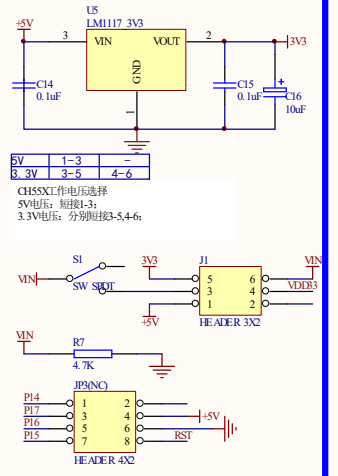 U5
LM1117_3V3
+5V
3
VIN
VOUT
2
3V3
GND
C14
0.1uF
C15
0.1uF
+
C16
10uF
1
5V 1-3 -
3.3V 3-5 4-6
CH55X工作电压选择
5V电压：短接1-3；
3.3V电压：分别短接3-5,4-6；
S1
3V3
J1
VIN
VIN
5 6
SW SPDT
3 4
VDD33
1 2
+5V
HEADER 3X2
VIN
R7
4.7K
JP3(NC)
P14 1 2
P17 3 4 +5V
P16 5 6
P15 7 8 RST
HEADER 4X2